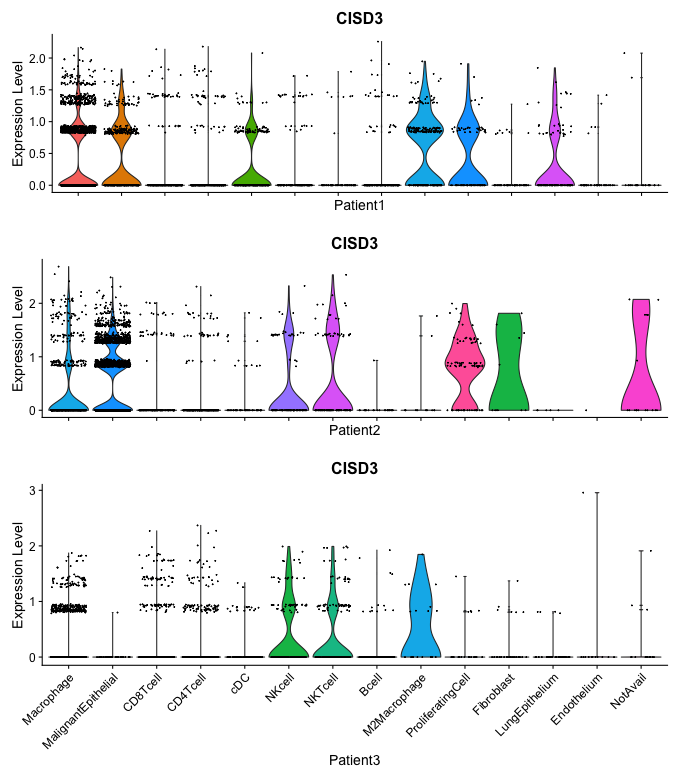 CISD3
Expression Level
2.0
1.5
1.0
0.5
0.0
Patient1
CISD3
Expression Level
2
1
0
Patient2
CISD3
Expression Level
3
2
1
0
Macrophage
MalignantEpithelial
CD8Tcell
CD4Tcell
cDC
NKcell
NKTcell
Bcell
M2Macrophage
ProliferatingCell
Fibroblast
LungEpithelium
Endothelium
NotAvail
Patient3